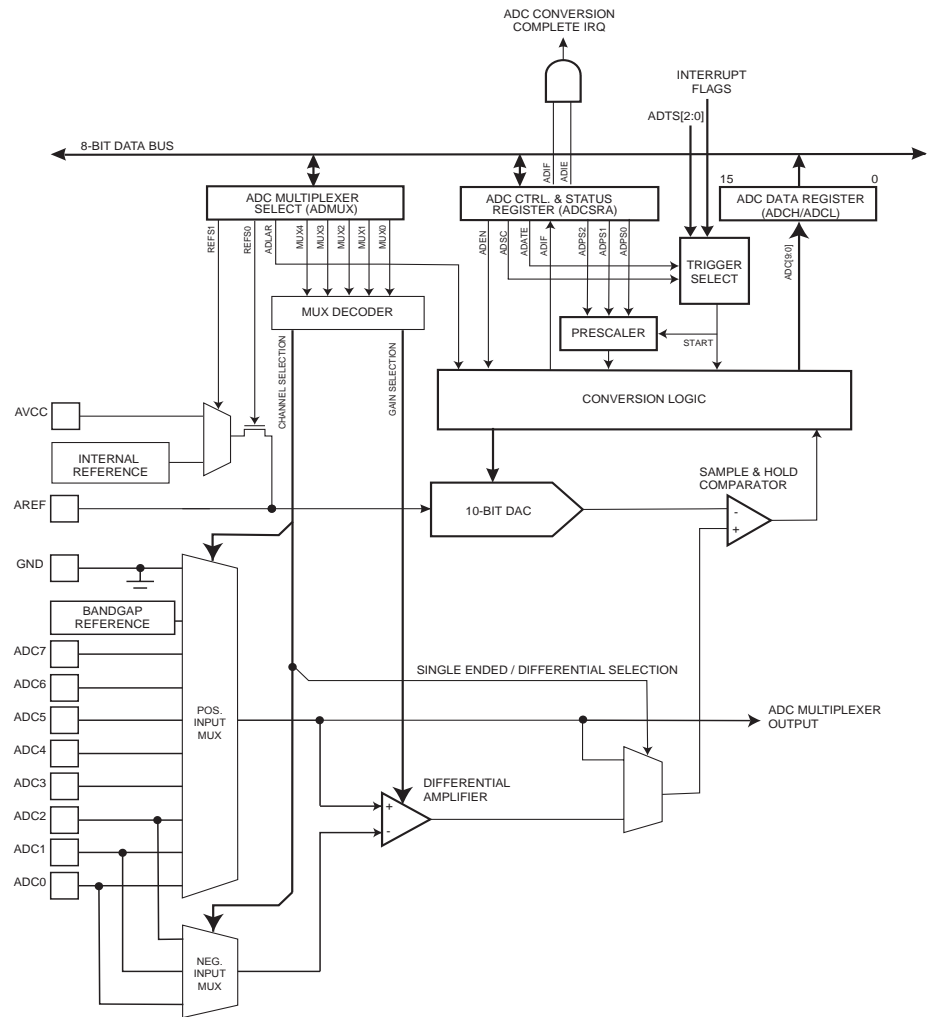 ADC CONVERSION
COMPLETE IRQ
INTERRUPT
FLAGS
ADTS[2:0]
8-BIT DATA BUS
ADIF
ADIE
15
0
ADC MULTIPLEXER
SELECT (ADMUX)
ADC CTRL. & STATUS
REGISTER (ADCSRA)
ADC DATA REGISTER
(ADCH/ADCL)
REFS1
REFS0
ADLAR
MUX4
MUX3
MUX2
MUX1
MUX0
ADEN
ADSC
ADATE
ADIF
ADPS2
ADPS1
ADPS0
ADC[9:0]
TRIGGER
SELECT
MUX DECODER
PRESCALER
START
CHANNEL SELECTION
GAIN SELECTION
CONVERSION LOGIC
AVCC
INTERNAL
REFERENCE
SAMPLE & HOLD
COMPARATOR
AREF
10-BIT DAC
-
+
GND
BANDGAP
REFERENCE
ADC7
SINGLE ENDED / DIFFERENTIAL SELECTION
ADC6
ADC5
POS.
INPUT
MUX
ADC MULTIPLEXER
OUTPUT
ADC4
ADC3
DIFFERENTIAL
AMPLIFIER
+
-
ADC2
ADC1
ADC0
NEG.
INPUT
MUX